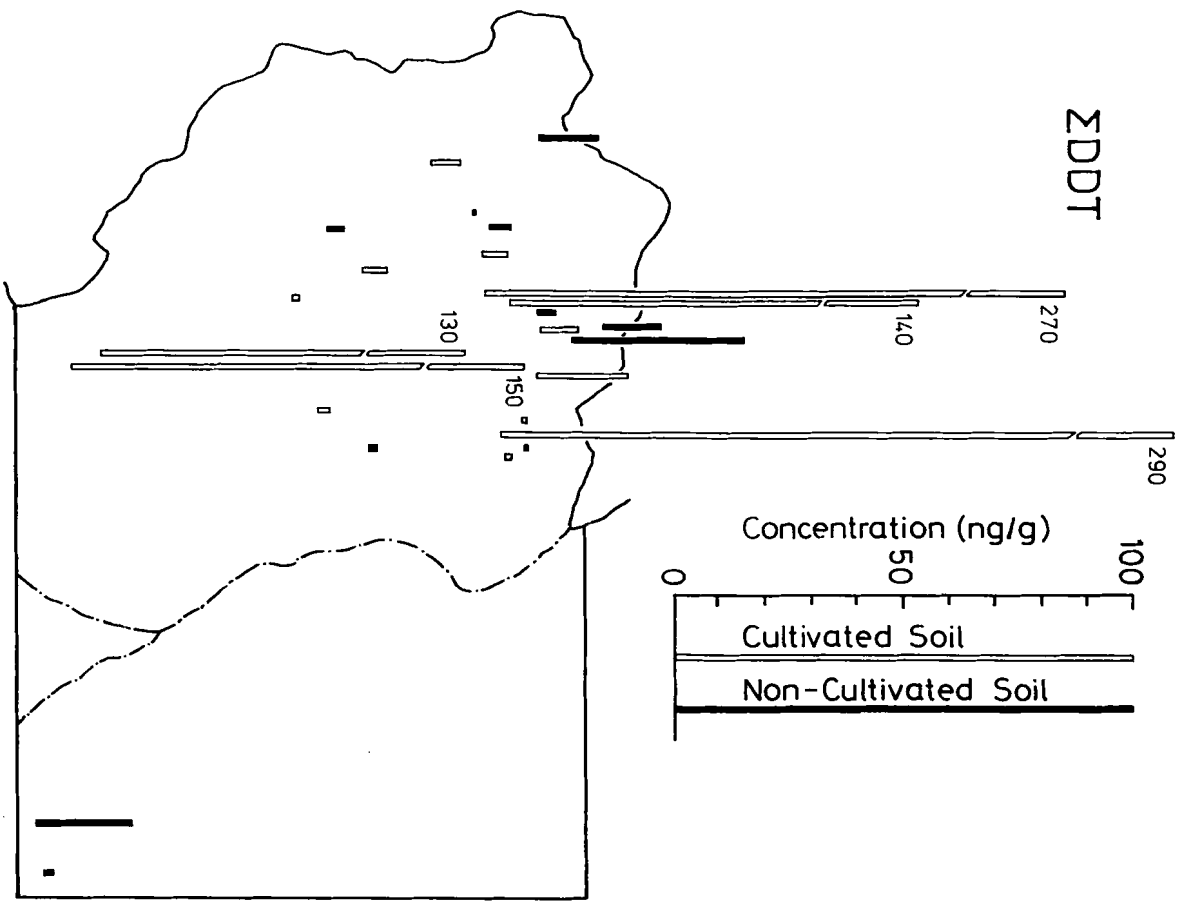 ΣDDT
270
140
130
150
290
Concentration (ng/g)
0
50
100
Cultivated Soil
Non-Cultivated Soil